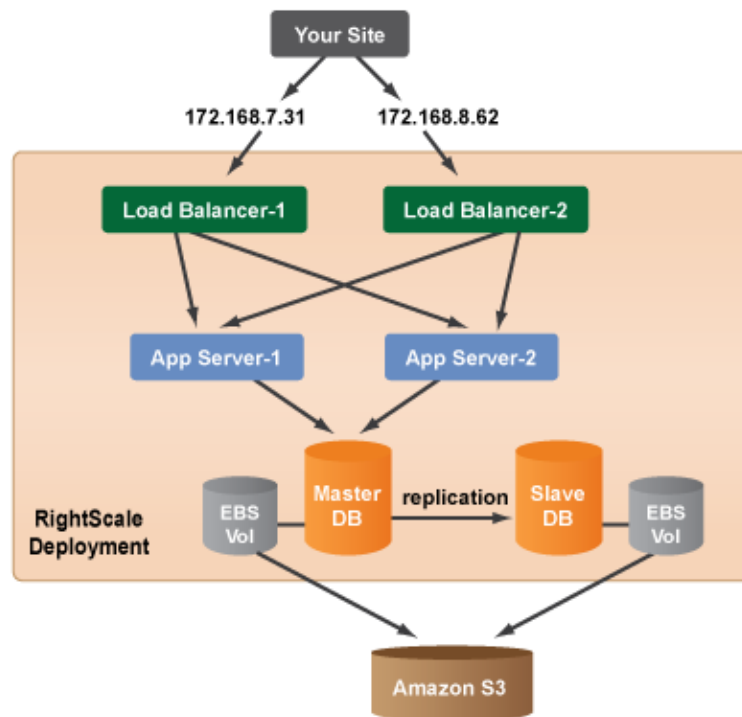 Your Site
172.168.7.31
172.168.8.62
Load Balancer-1
Load Balancer-2
App Server-1
App Server-2
Master
DB
replication
Slave
DB
EBS
Vol
EBS
Vol
RightScale
Deployment
Amazon S3